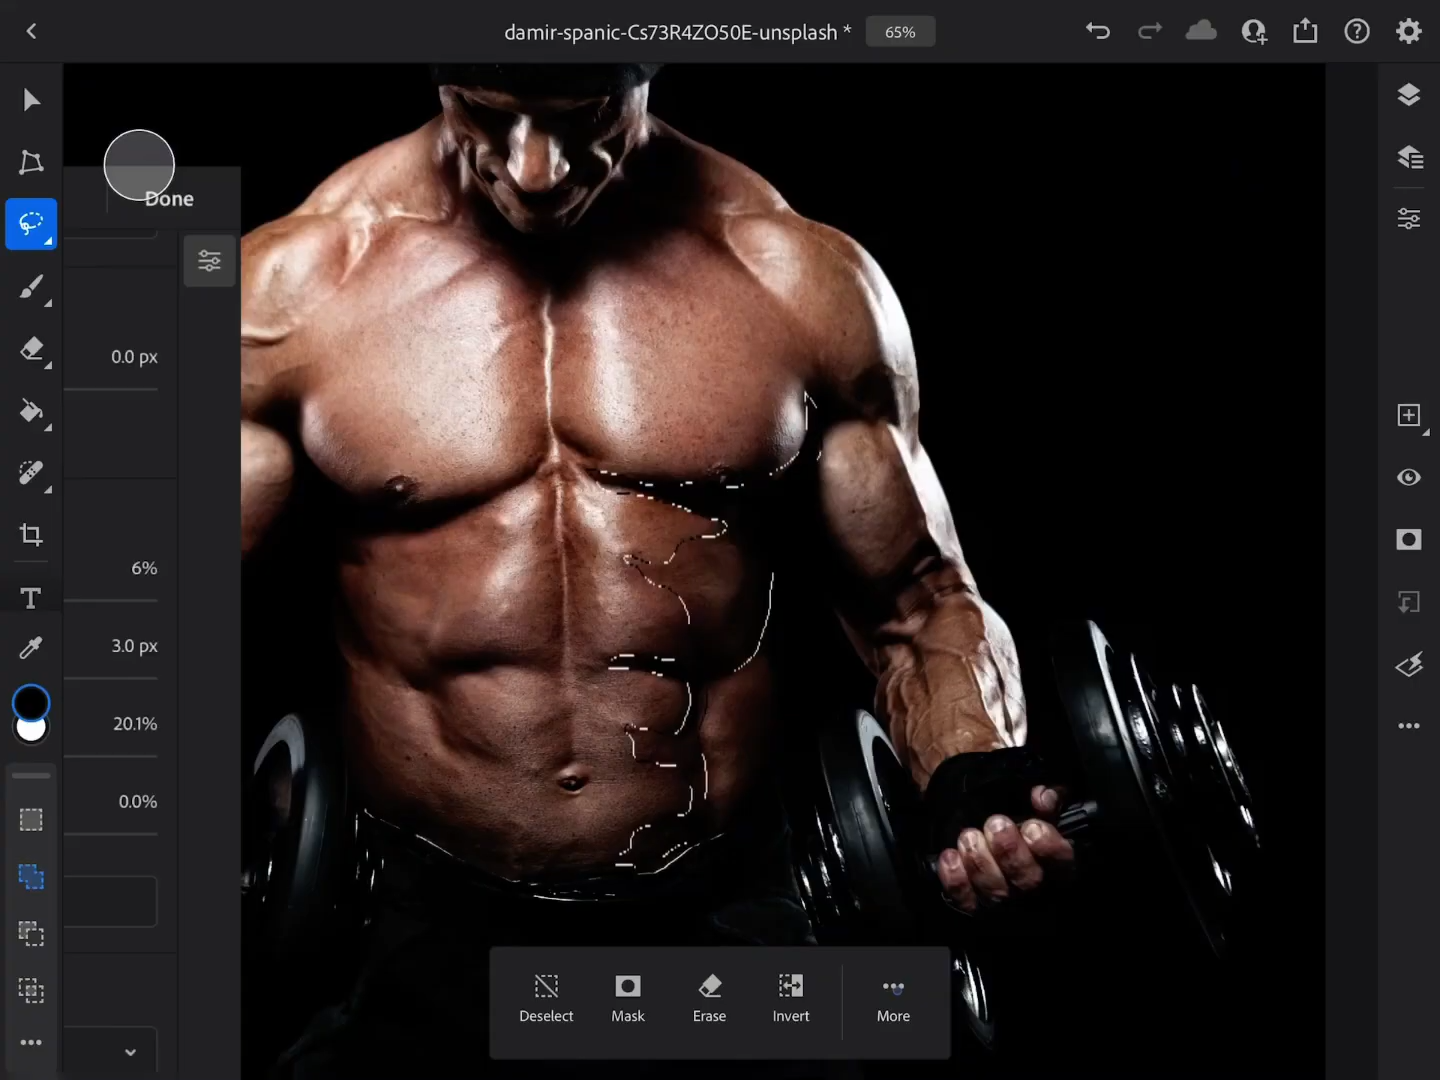 damir-spanic-Cs73R4ZO50E-unsplash * 65%
Done
0.0 px
6%
3.0 px
20.1%
0.0%
Deselect Mask Erase Invert More